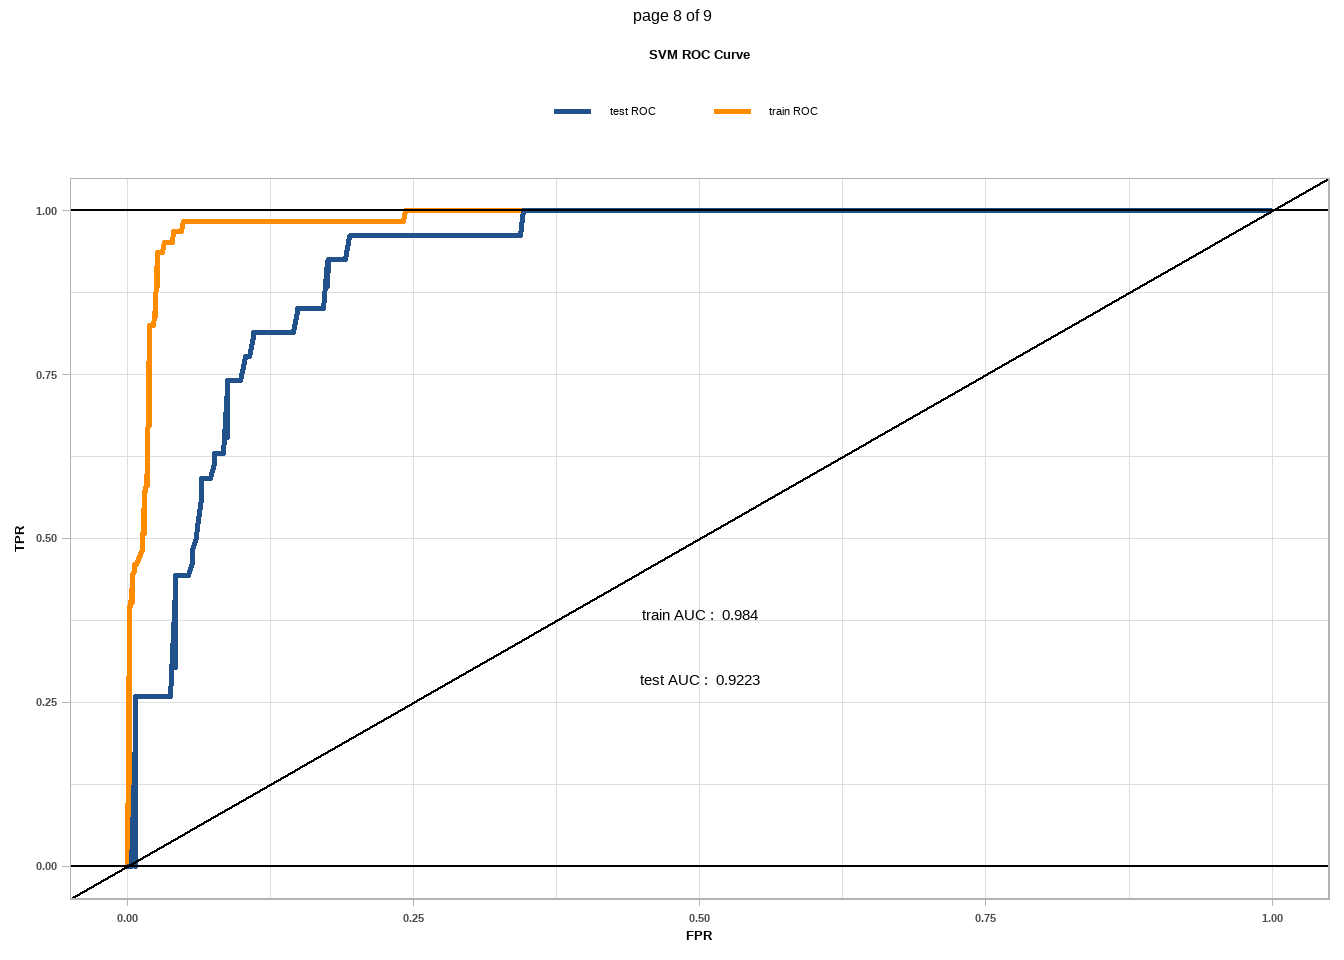 page 8 of 9
SVM ROC Curve
test ROC train ROC
1.00
0.75
0.50
0.25
0.00
TPR
train AUC : 0.984
test AUC : 0.9223
0.00 0.25 0.50 0.75 1.00
FPR